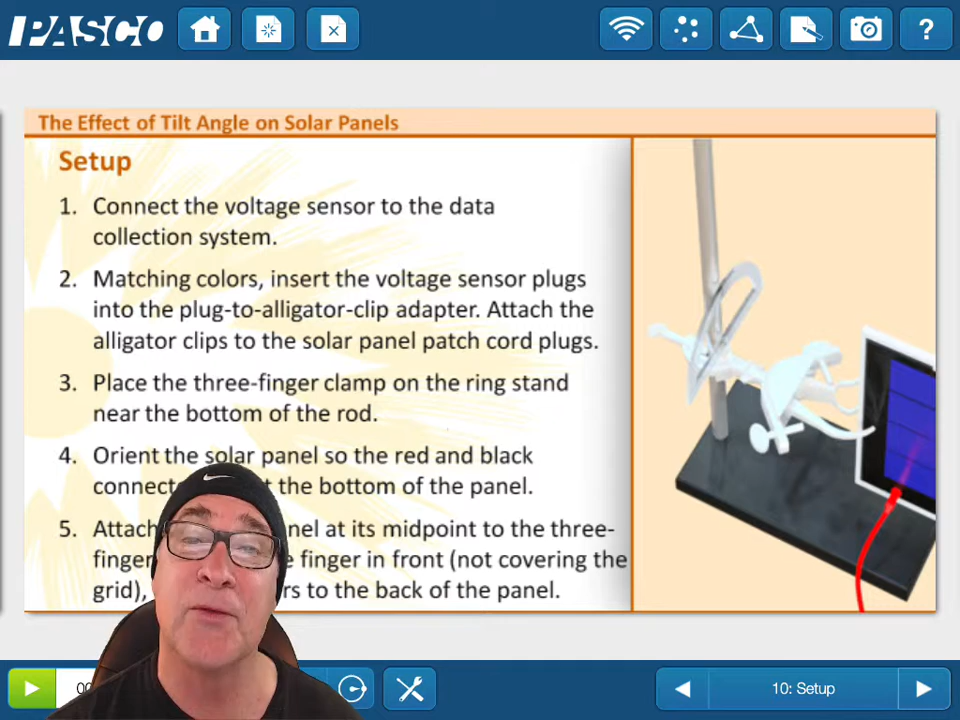 PASCO
?
The Effect of Tilt Angle on Solar Panels
Setup
1. Connect the voltage sensor to the data
collection system.
2. Matching colors, insert the voltage sensor plugs
into the plug-to-alligator-clip adapter. Attach the
alligator clips to the solar panel patch cord plugs.
3. Place the three-finger clamp on the ring stand
near the bottom of the rod.
4. Orient the solar panel so the red and black
the bottom of the panel.
5. Attach at its midpoint to the three-
finger in front (not covering the
grid), to the back of the panel.
10: Setup